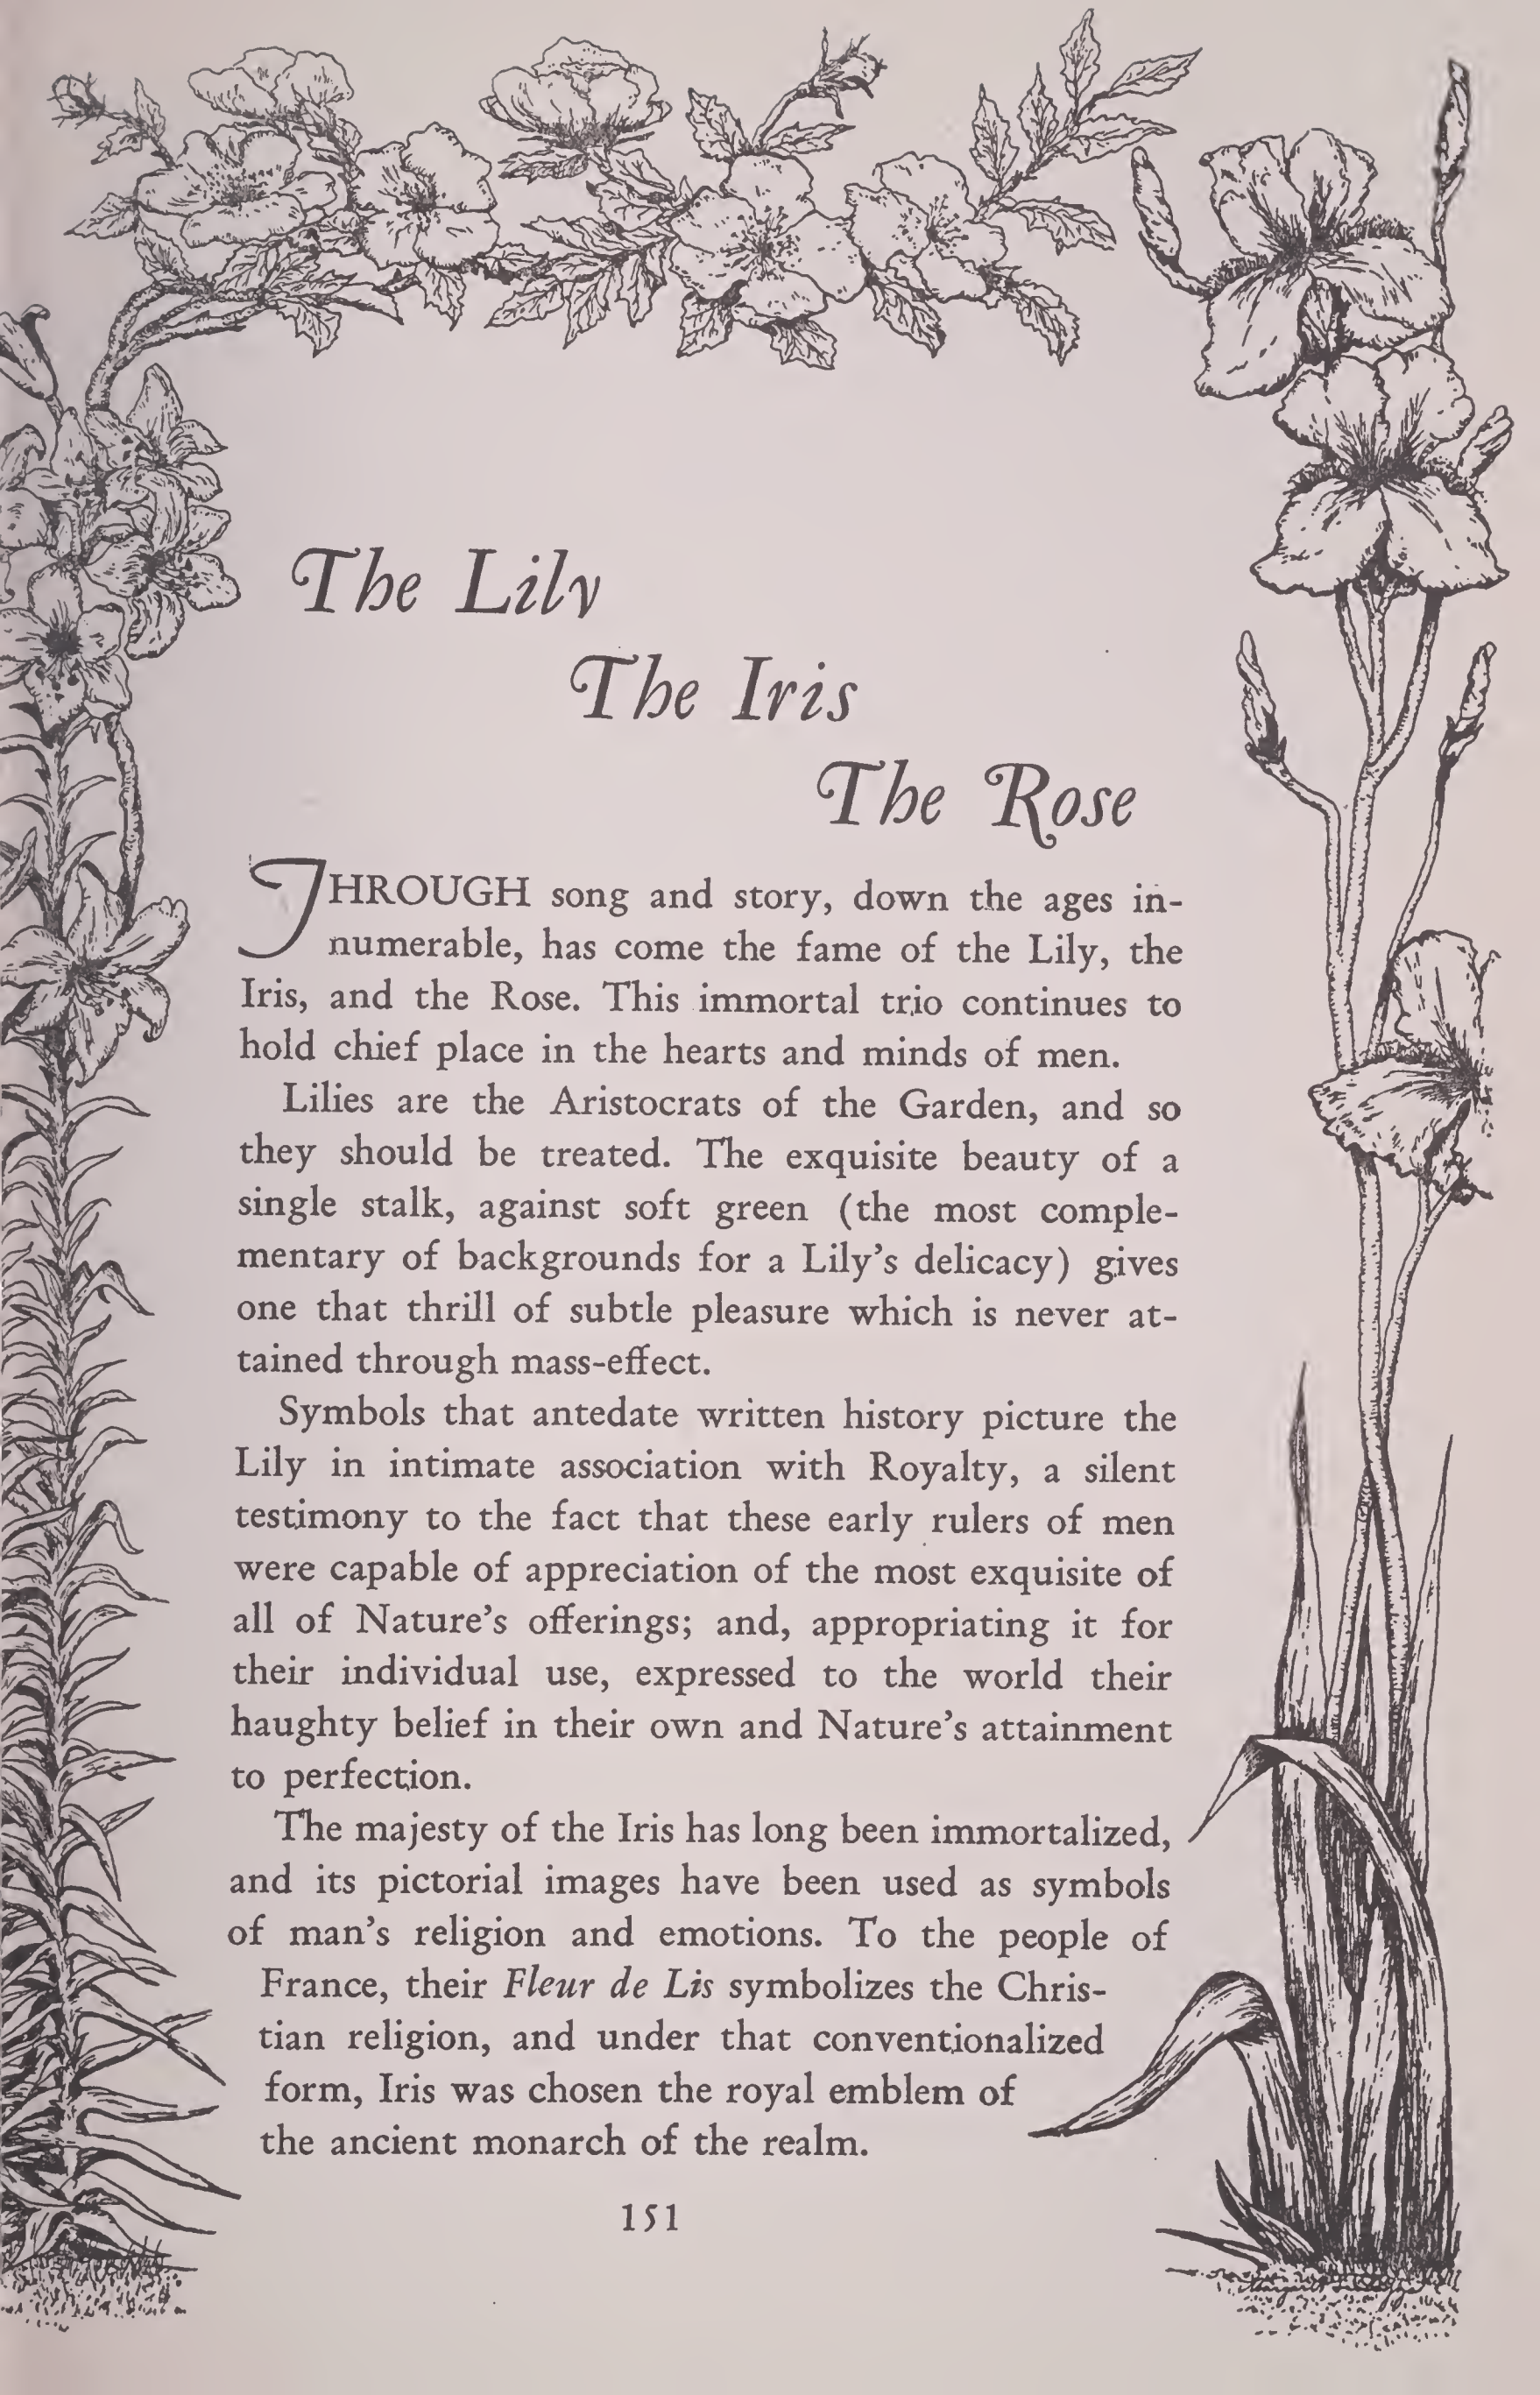 The Lily
The Iris
The Rose
THROUGH song and story, down the ages in-
numerable, has come the fame of the Lily, the
Iris, and the Rose. This immortal trio continues to
hold chief place in the hearts and minds of men.
Lilies are the Aristocrats of the Garden, and so
they should be treated. The exquisite beauty of a
single stalk, against soft green (the most comple-
mentary of backgrounds for a Lily's delicacy) gives
one that thrill of subtle pleasure which is never at-
tained through mass-effect.
Symbols that antedate written history picture the
Lily in intimate association with Royalty, a silent
testimony to the fact that these early rulers of men
were capable of appreciation of the most exquisite of
all of Nature's offerings; and, appropriating it for
their individual use, expressed to the world their
haughty belief in their own and Nature's attainment
to perfection.
The majesty of the Iris has long been immortalized,
and its pictorial images have been used as symbols
of man's religion and emotions. To the people of
France, their Fleur de Lis symbolizes the Chris-
tian religion, and under that conventionalized
form, Iris was chosen the royal emblem of
the ancient monarch of the realm.
151